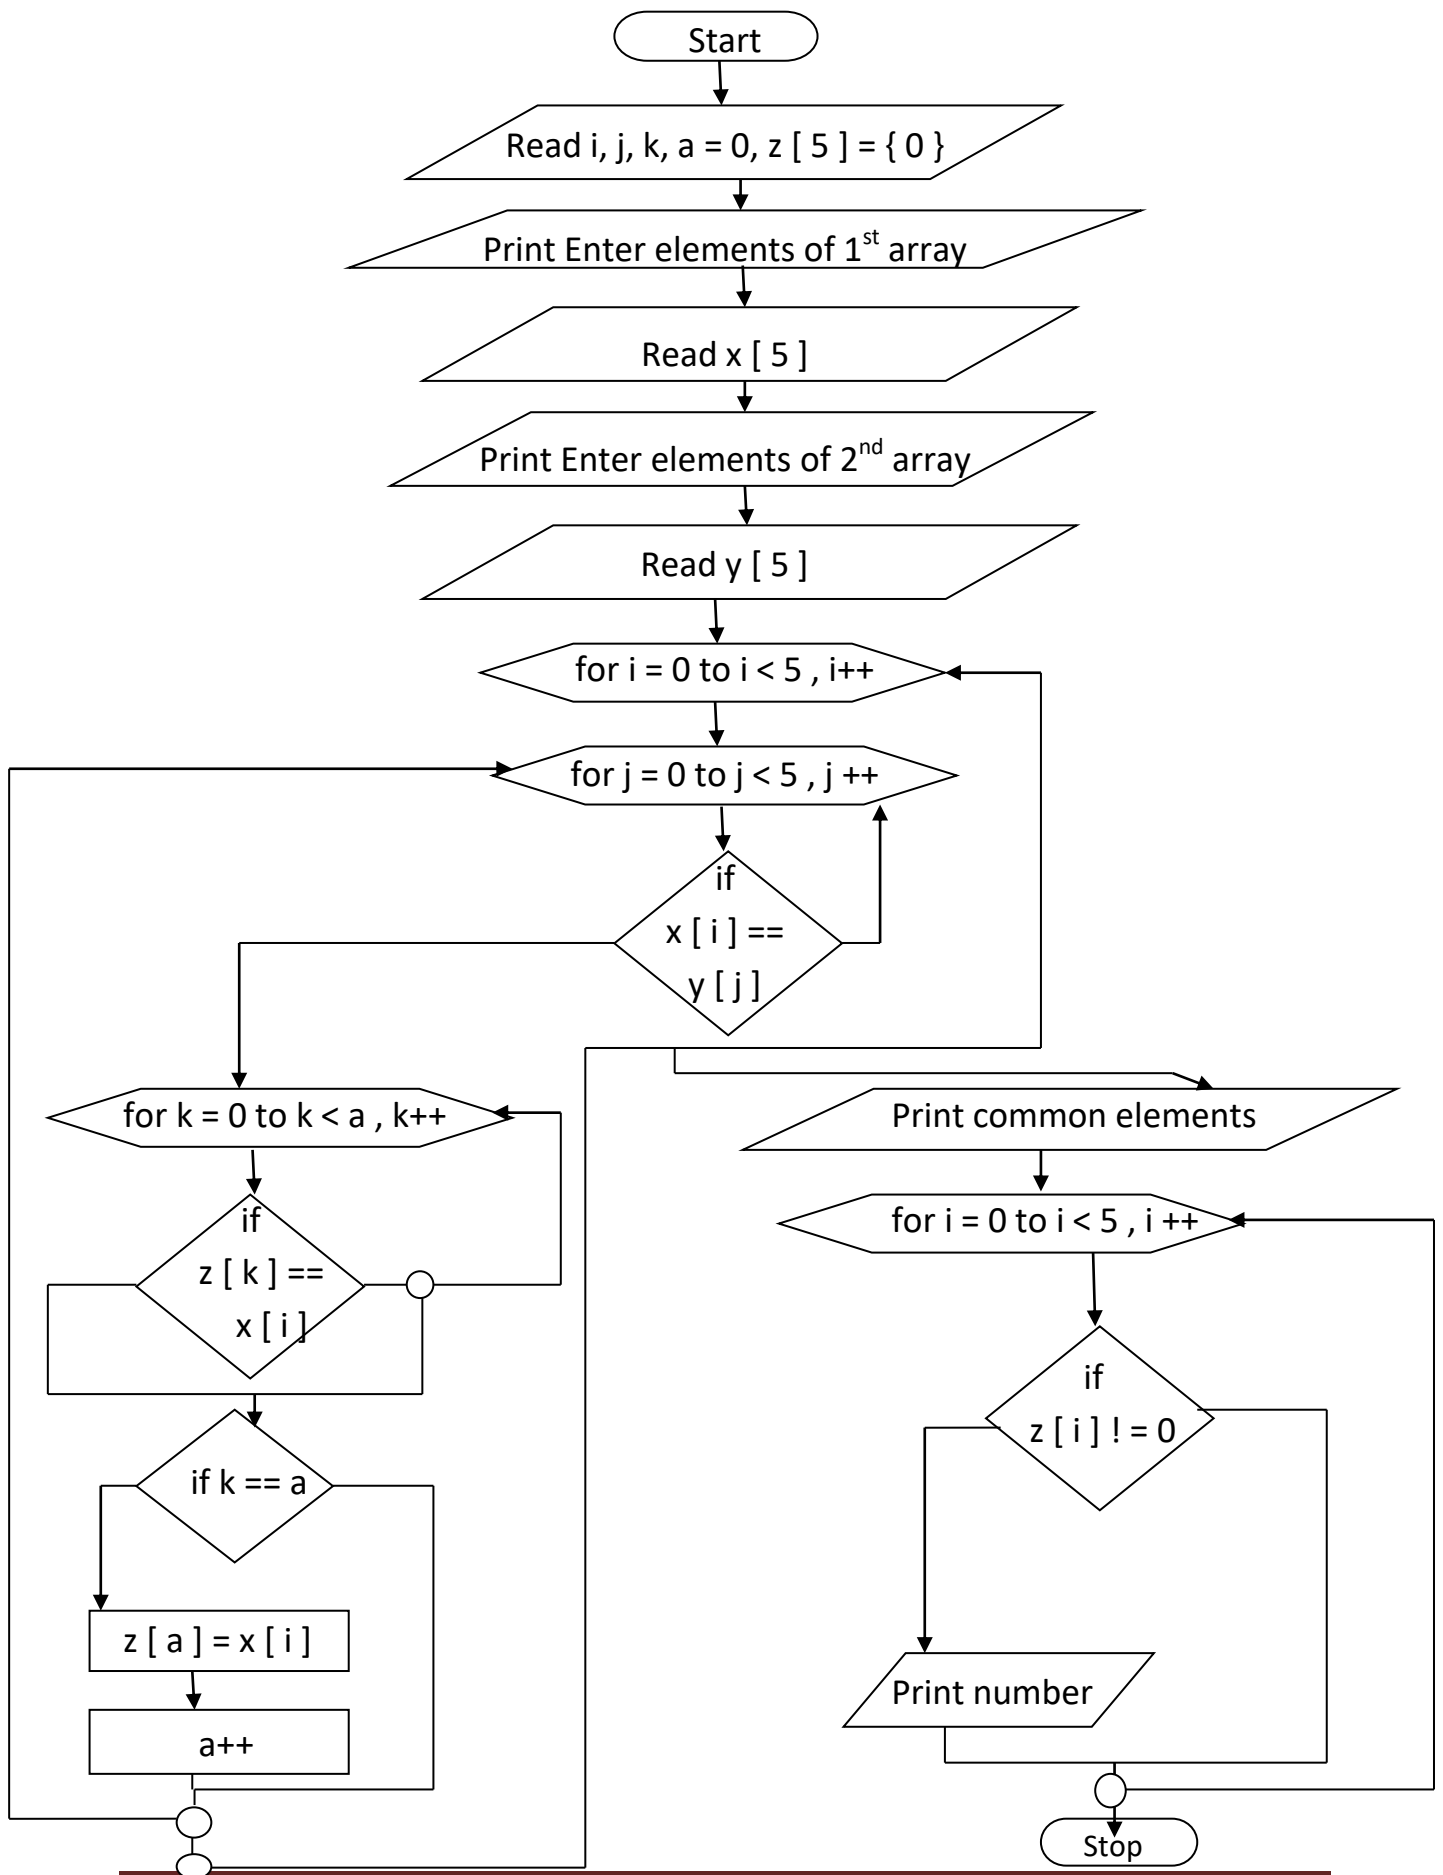 Start
Read i, j, k, a = 0, z [ 5 ] = { 0 }
Print Enter elements of 1st array
Read x [ 5 ]
Print Enter elements of 2nd array
Read y [ 5 ]
for i = 0 to i < 5 , i++
for j = 0 to j < 5 , j ++
if
x [ i ] ==
y [ j ]
for k = 0 to k < a , k++
if
z [ k ] ==
x [ i ]
if k == a
z [ a ] = x [ i ]
a++
Print common elements
for i = 0 to i < 5 , i ++
if
z [ i ] ! = 0
Print number
Stop